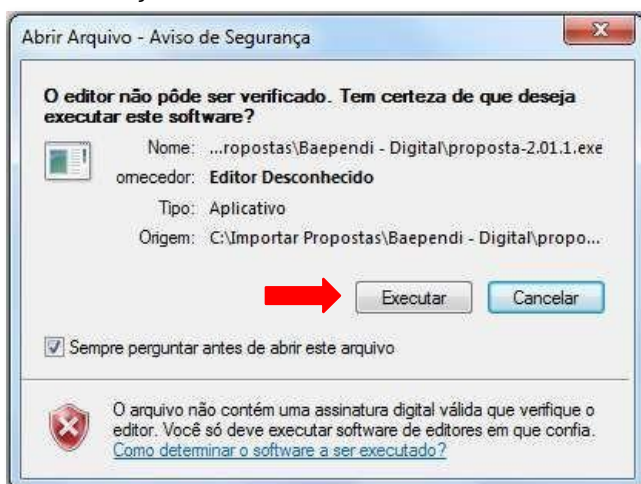 Abrir Arquivo - Aviso de Segurança
O editor não pôde ser verificado. Tem certeza de que deseja
executar este software?
Nome: ...ropostas\Baependi - Digital\proposta-2.01.1.exe
omecedor: Editor Desconhecido
Tipo: Aplicativo
Origem: C:\Importar Propostas\Baependi - Digital\propo...
Executar Cancelar
Sempre perguntar antes de abrir este arquivo
O arquivo não contém uma assinatura digital válida que verifique o
editor. Você só deve executar software de editores em que confia.
Como determinar o software a ser executado?